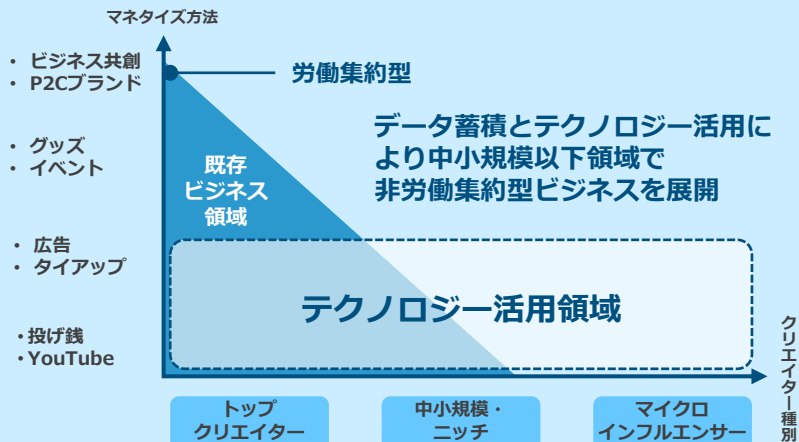 マネタイズ方法
・ ビジネス共創
・ P2Cブランド
労働集約型
データ蓄積とテクノロジー活用に
より中小規模以下領域で
非労働集約型ビジネスを展開
・ グッズ
・ イベント
既存
ビジネス
領域
・ 広告
・ タイアップ
テクノロジー活用領域
・投げ銭
・YouTube
クリエイター種別
トップ
クリエイター
中小規模・
ニッチ
マイクロ
インフルエンサー